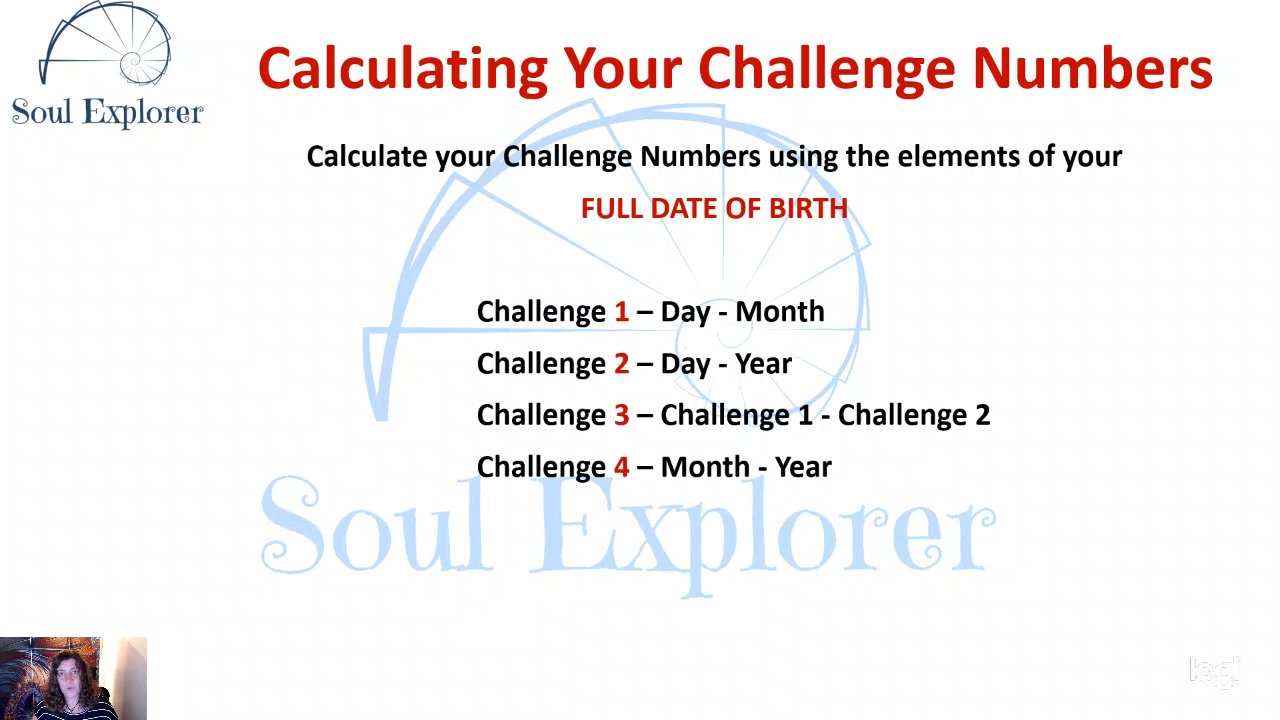 Soul Explorer
Calculating Your Challenge Numbers
Calculate your Challenge Numbers using the elements of your
FULL DATE OF BIRTH
Challenge 1 – Day - Month
Challenge 2 – Day - Year
Challenge 3 – Challenge 1 - Challenge 2
Challenge 4 – Month - Year
Soul Explorer
logi